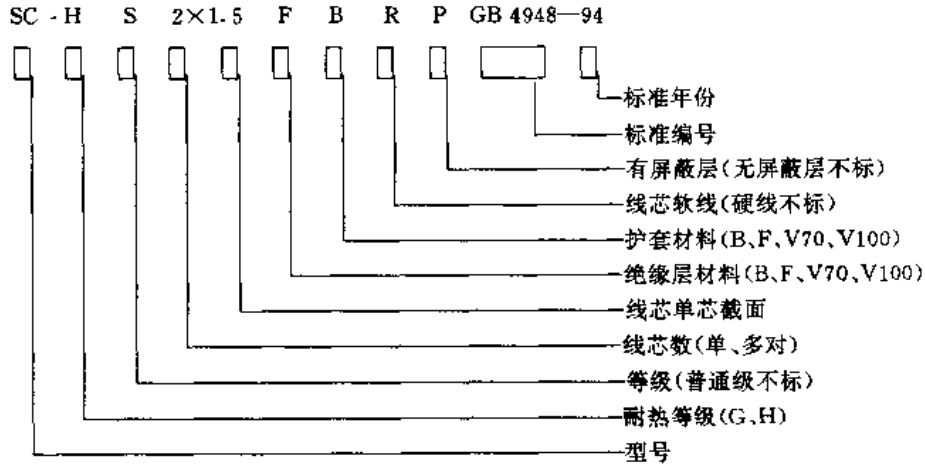 SC - H S 2×1.5 F B R P GB 4948—94
标准年份
标准编号
有屏蔽层(无屏蔽层不标)
线芯软线(硬线不标)
护套材料(B、F、V70、V100)
绝缘层材料(B、F、V70、V100)
线芯单芯截面
线芯数(单、多对)
等级(普通级不标)
耐热等级(G、H)
型号